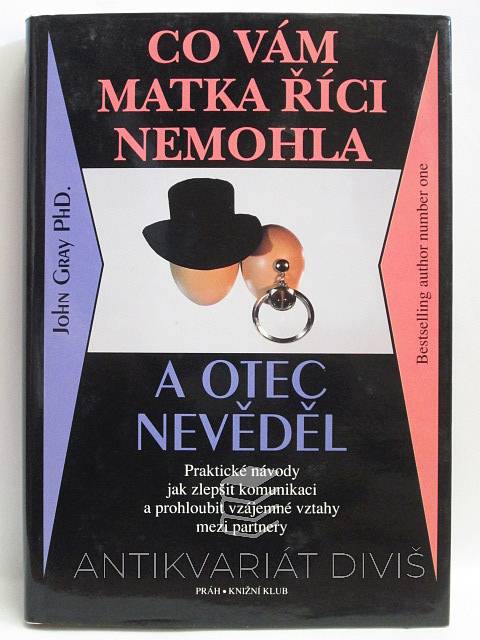 CO VÁM
MATKA ŘÍCI
NEMOHLA
JOHN GRAY PHD.
Bestselling author number one
A OTEC
NEVĚDĚL
Praktické návody
jak zlepšit komunikaci
a prohloubit vzájemné vztahy
mezi partnery
ANTIKVARIÁT DIVIŠ
PRÁH • KNIŽNÍ KLUB